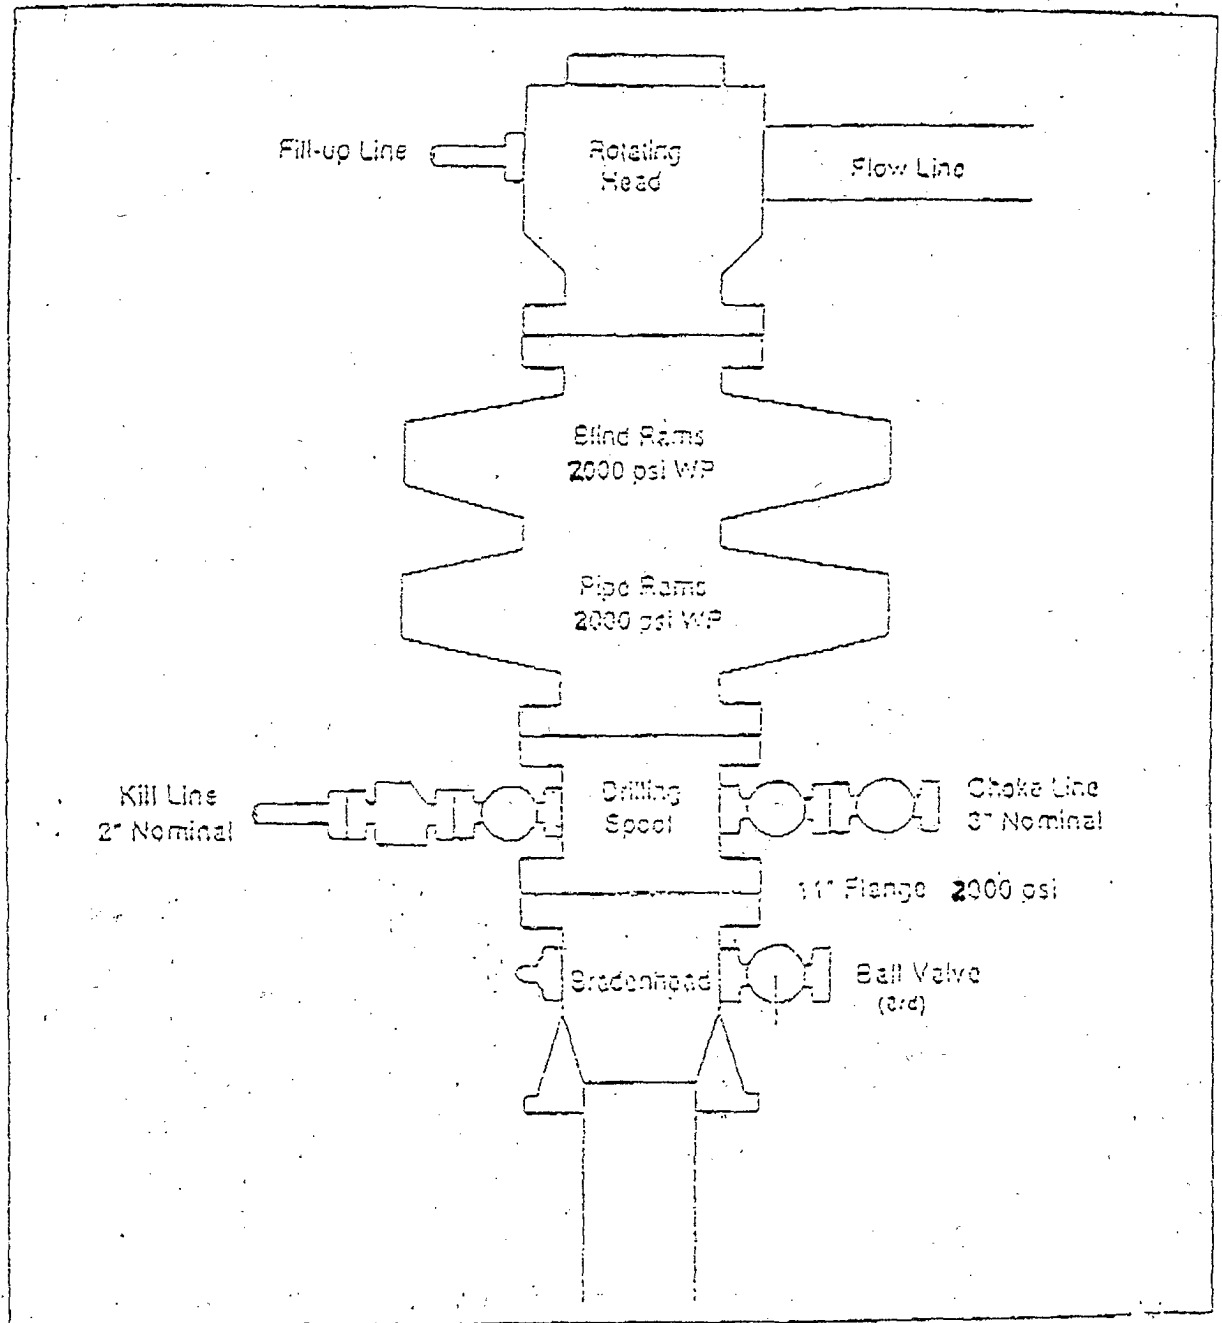 Fill-up Line
Rotating
Head
Flow Line
Blind Rams
2000 psi WP
Pipe Rams
2000 psi WP
Kill Line
2" Nominal
Drilling
Spool
Choke Line
3" Nominal
11" Flange 2000 psi
Bradenhead
Ball Valve